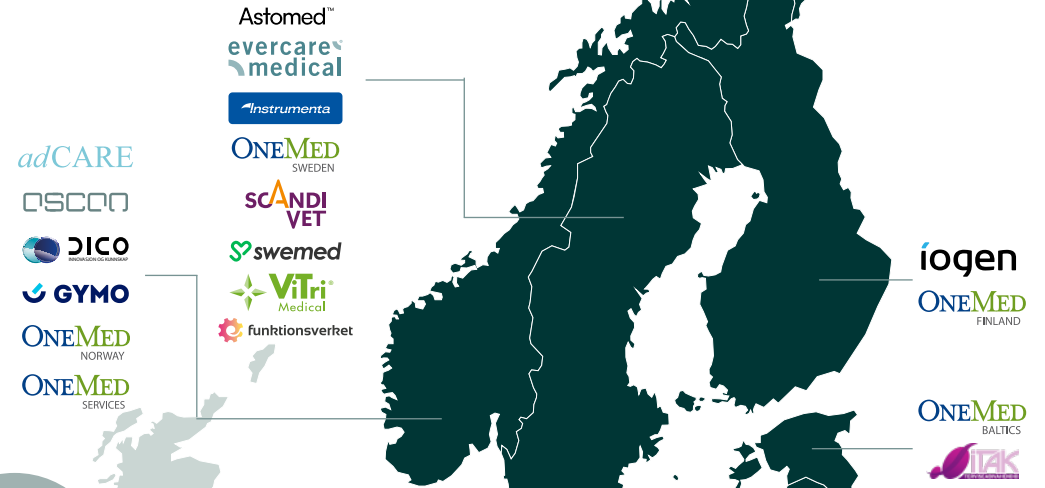 Astomed™
evercare
medical
Instrumenta
ONEMED
SWEDEN
SCANDI
VET
swemed
ViTri
Medical
funktionsverket
adCARE
oscan
DICO
INNOVASJON OG KUNNSKAP
GYMO
ONEMED
NORWAY
ONEMED
SERVICES
iogen
ONEMED
FINLAND
ONEMED
BALTICS
iTAK